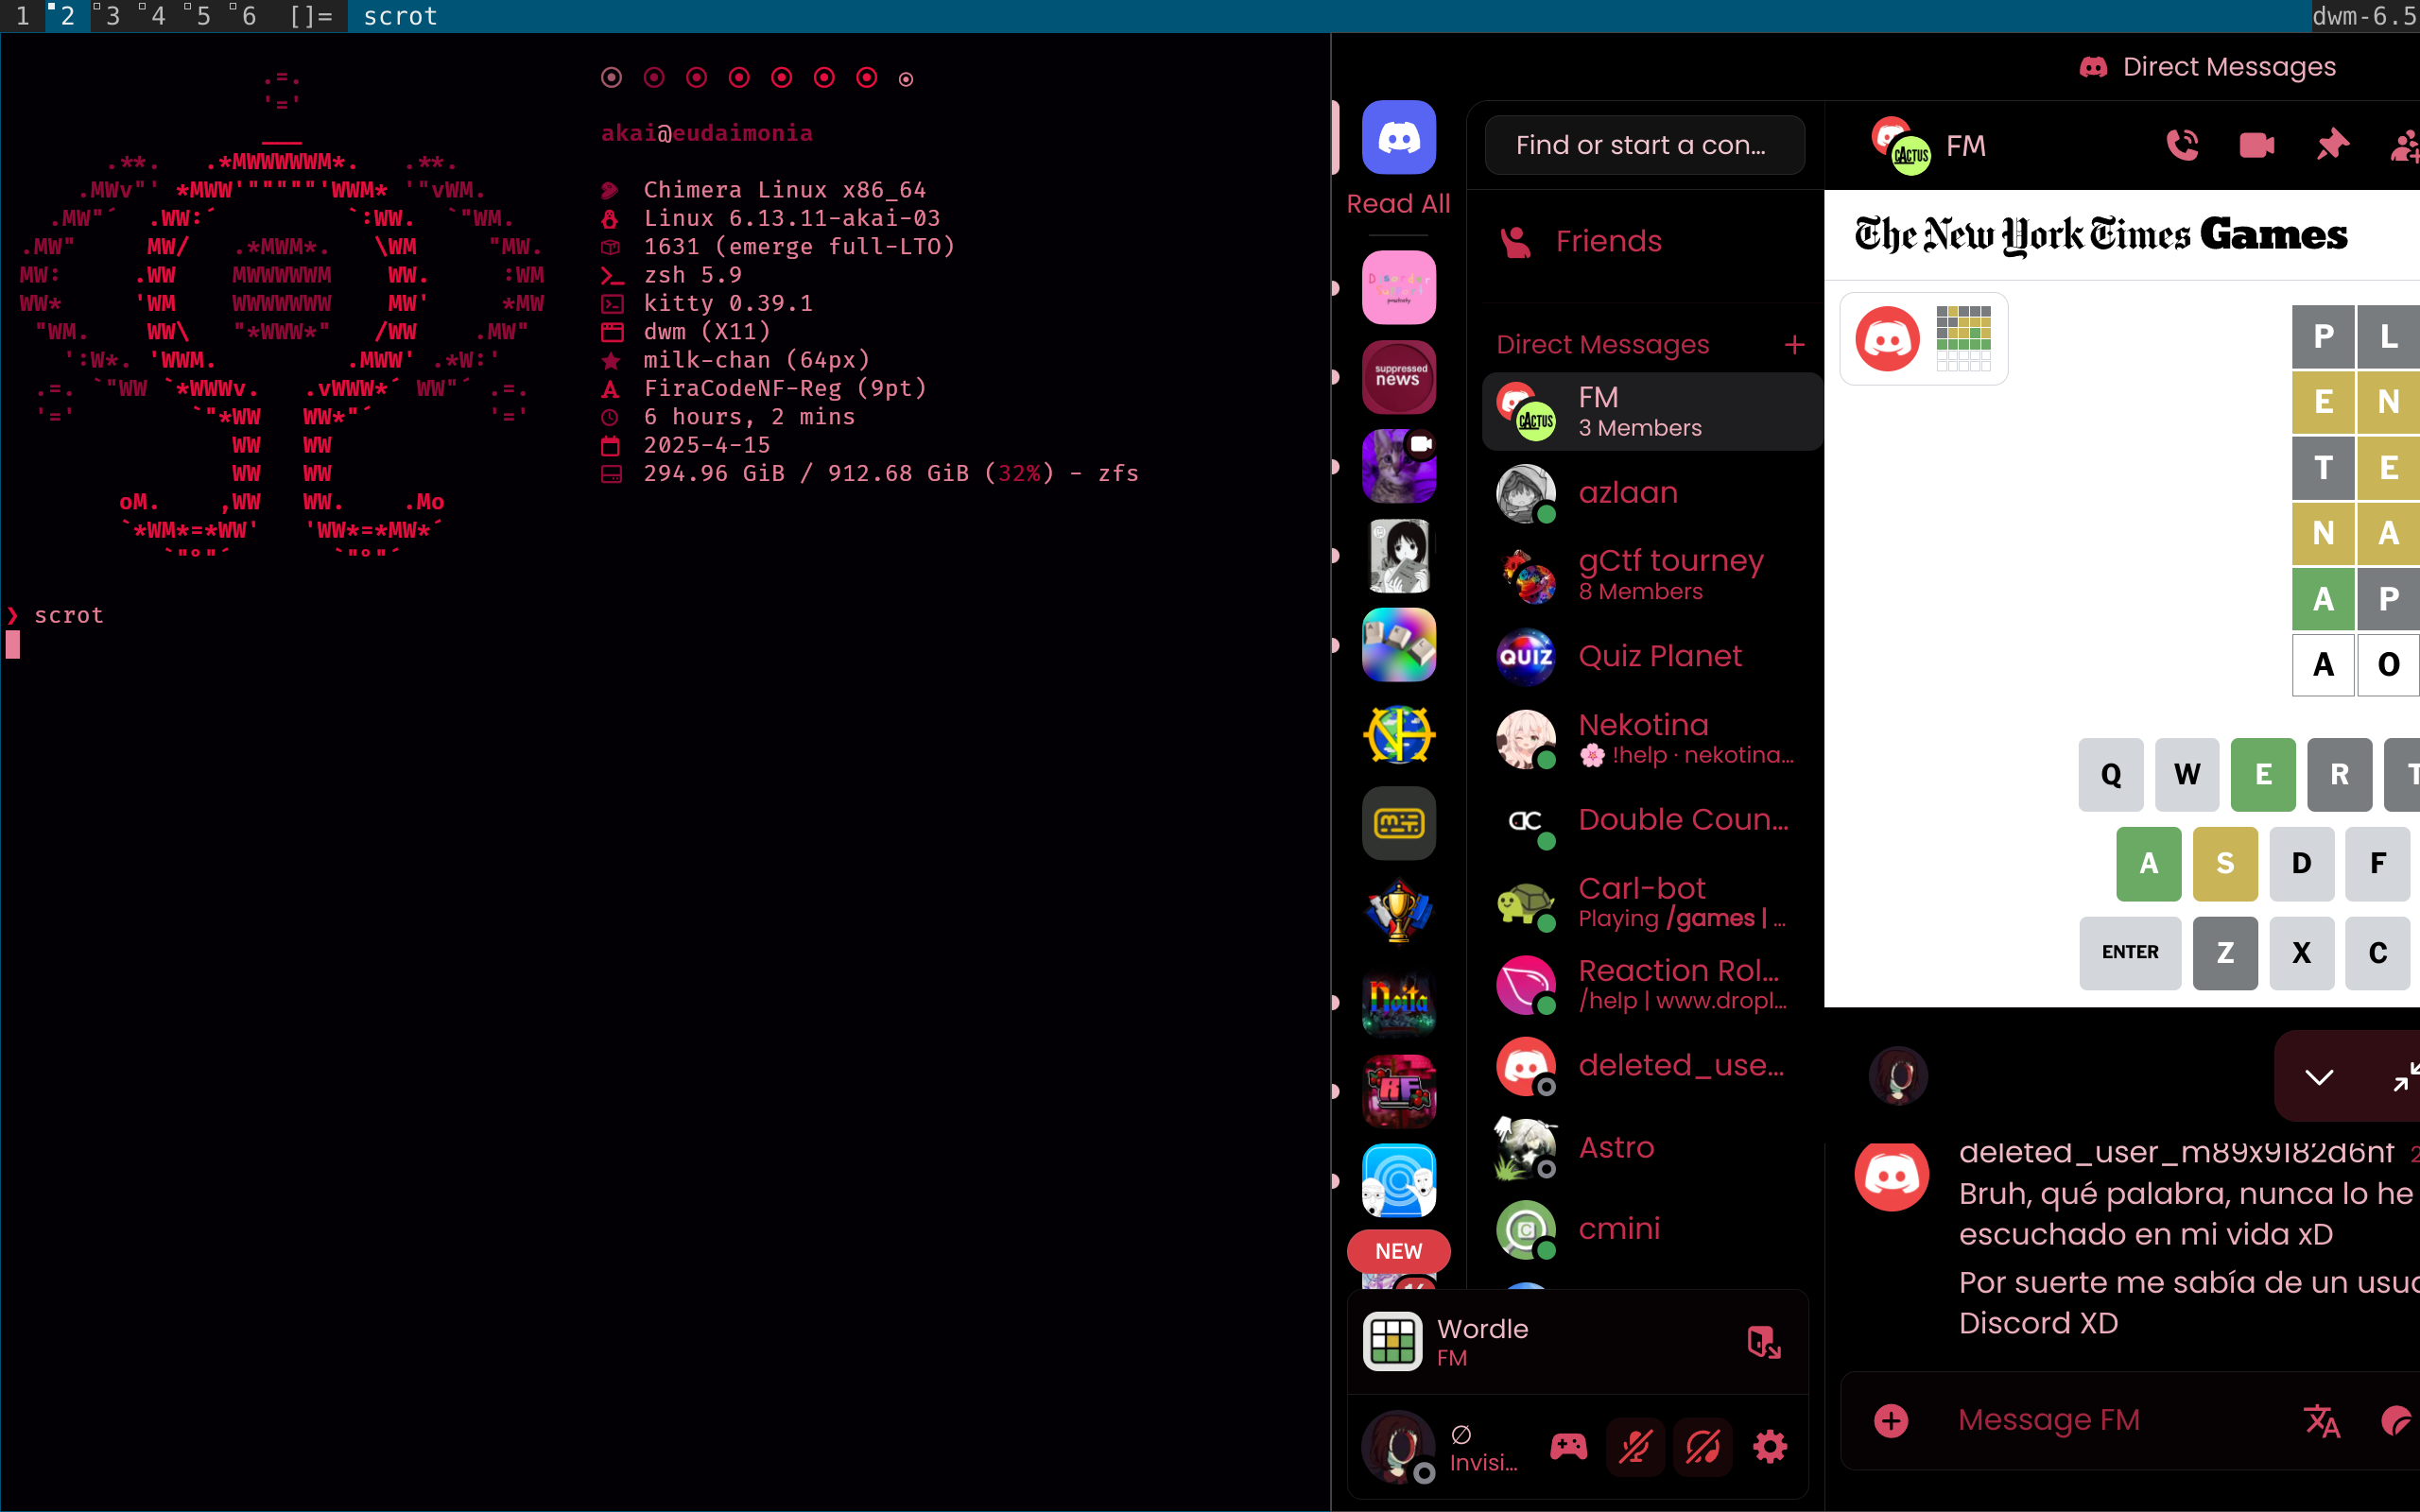 1 2 3 4 5 6 []= scrot
dwm-6.5
akai@eudaimonia
Chimera Linux x86_64
Linux 6.13.11-akai-03
1631 (emerge full-LTO)
zsh 5.9
kitty 0.39.1
dwm (X11)
milk-chan (64px)
FiraCodeNF-Reg (9pt)
6 hours, 2 mins
2025-4-15
294.96 GiB / 912.68 GiB (32%) - zfs
❯ scrot
Direct Messages
Read All
suppressed
news
NEW
Find or start a con...
Friends
Direct Messages +
FM
3 Members
azlaan
gCtf tourney
8 Members
QUIZ
Quiz Planet
Nekotina
🌸 !help · nekotina...
Double Coun...
Carl-bot
Playing /games | ...
Reaction Rol...
/help | www.dropl...
deleted_use...
Astro
cmini
Wordle
FM
∅
Invisi...
CACTUS
FM
The New York Times Games
P L
E N
T E
N A
A P
A O
Q W E R T
A S D F
ENTER Z X C
deleted_user_m89x9182d6nf
Bruh, qué palabra, nunca lo he
escuchado en mi vida xD
Por suerte me sabía de un usuc
Discord XD
Message FM